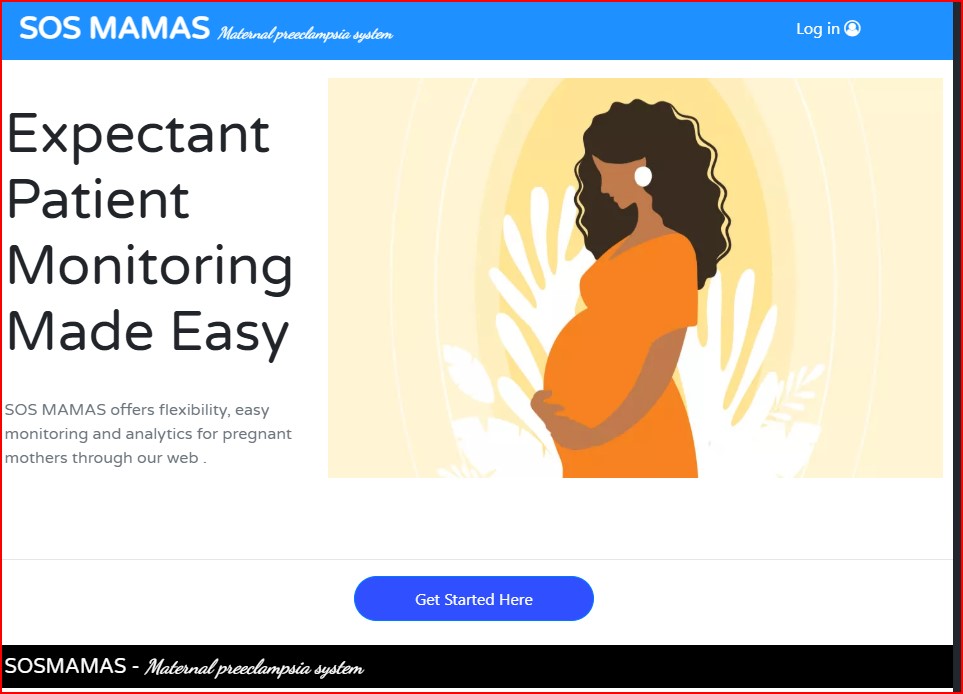 SOS MAMAS Maternal preeclampsia system
Log in
Expectant
Patient
Monitoring
Made Easy
SOS MAMAS offers flexibility, easy
monitoring and analytics for pregnant
mothers through our web .
Get Started Here
SOSMAMAS - Maternal preeclampsia system